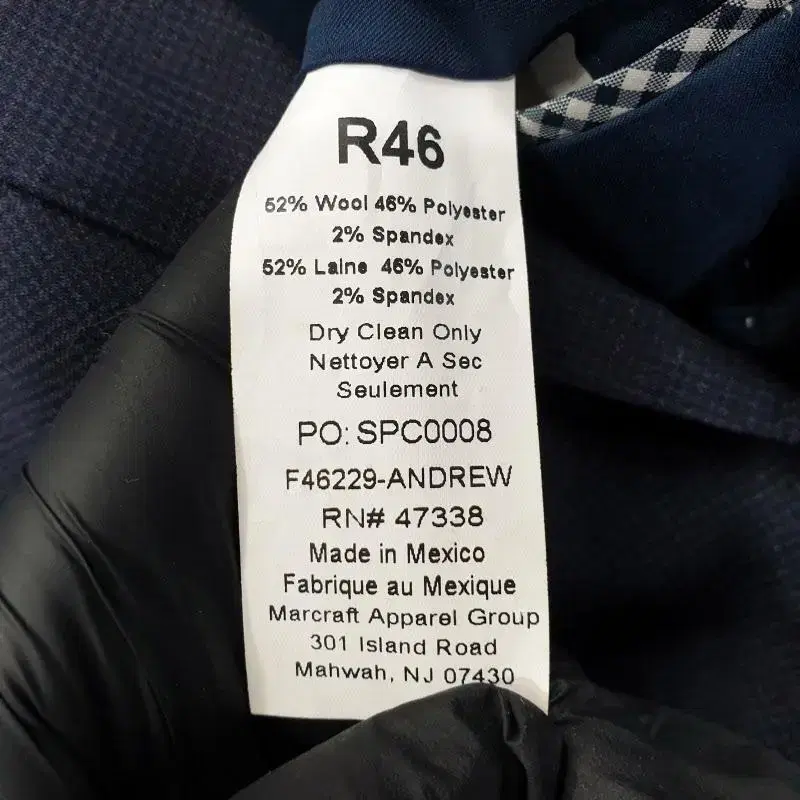 R46
52% Wool 46% Polyester
2% Spandex
52% Laine 46% Polyester
2% Spandex
Dry Clean Only
Nettoyer A Sec
Seulement
PO: SPC0008
F46229-ANDREW
RN# 47338
Made in Mexico
Fabrique au Mexique
Marcraft Apparel Group
301 Island Road
Mahwah, NJ 07430